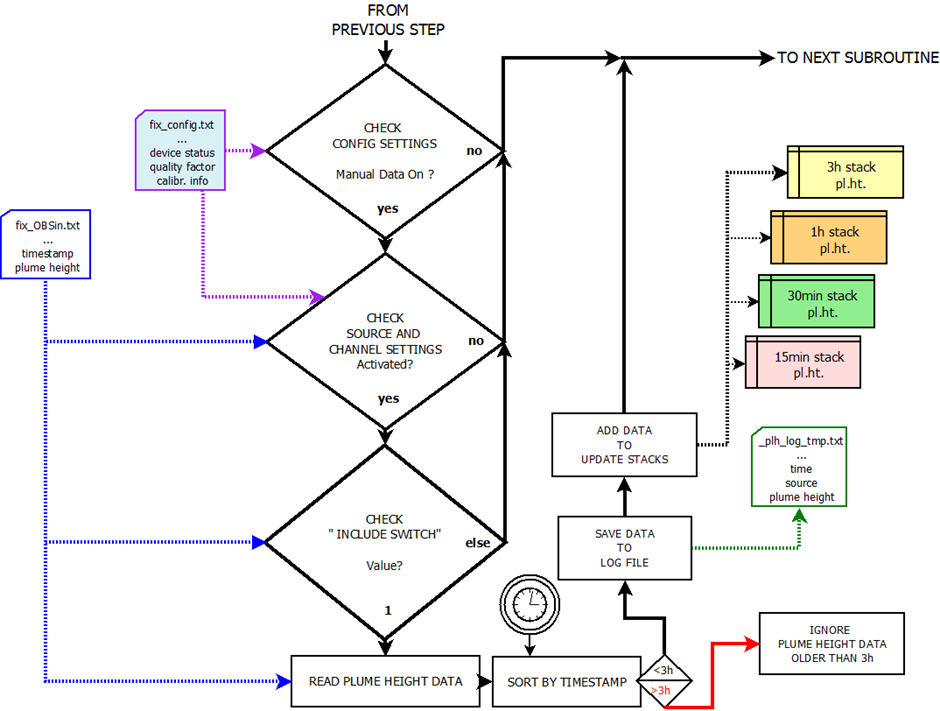 FROM
PREVIOUS STEP
TO NEXT SUBROUTINE
CHECK
CONFIG SETTINGS
Manual Data On ?
no
yes
fix_config.txt
...
device status
quality factor
calibr. info
fix_OBSin.txt
...
timestamp
plume height
3h stack
pl.ht.
1h stack
pl.ht.
30min stack
pl.ht.
15min stack
pl.ht.
CHECK
SOURCE AND
CHANNEL SETTINGS
Activated?
no
yes
ADD DATA
TO
UPDATE STACKS
_plh_log_tmp.txt
...
time
source
plume height
CHECK
" INCLUDE SWITCH"
Value?
else
1
SAVE DATA
TO
LOG FILE
READ PLUME HEIGHT DATA
SORT BY TIMESTAMP
<3h
>3h
IGNORE
PLUME HEIGHT DATA
OLDER THAN 3h